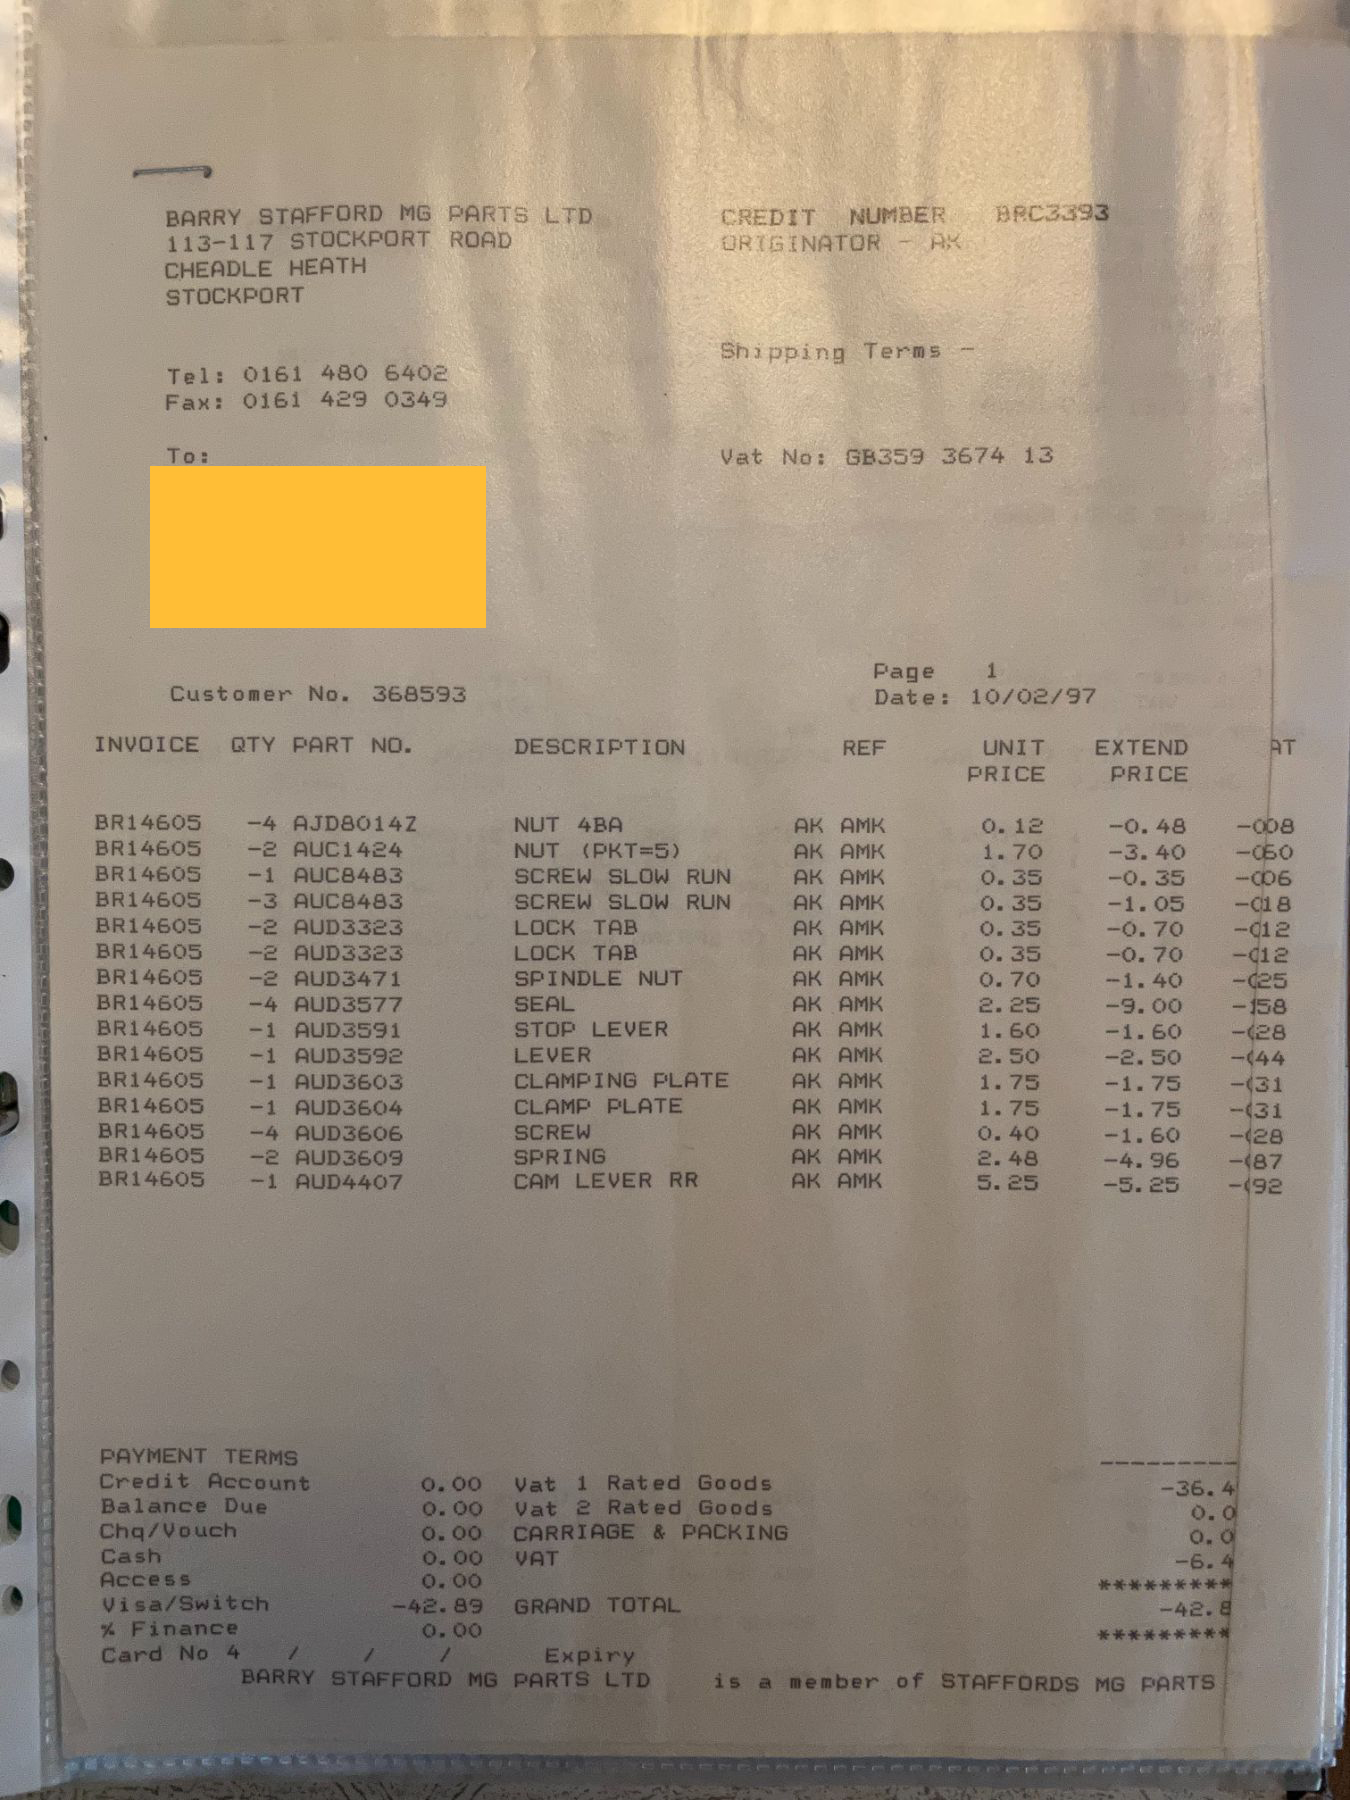 BARRY STAFFORD MG PARTS LTD CREDIT NUMBER BRC3393
113-117 STOCKPORT ROAD ORIGINATOR - AK
CHEADLE HEATH
STOCKPORT
Shipping Terms -
Tel: 0161 480 6402
Fax: 0161 429 0349
To: Vat No: GB359 3674 13
Page 1
Customer No. 368593 Date: 10/02/97
INVOICE QTY PART NO. DESCRIPTION REF UNIT EXTEND AT
PRICE PRICE
BR14605 -4 AJD8014Z NUT 4BA AK AMK 0.12 -0.48
BR14605 -2 AUC1424 NUT (PKT=5) AK AMK 1.70 -3.40
BR14605 -1 AUC8483 SCREW SLOW RUN AK AMK 0.35 -0.35
BR14605 -3 AUC8483 SCREW SLOW RUN AK AMK 0.35 -1.05
BR14605 -2 AUD3323 LOCK TAB AK AMK 0.35 -0.70
BR14605 -2 AUD3323 LOCK TAB AK AMK 0.35 -0.70
BR14605 -2 AUD3471 SPINDLE NUT AK AMK 0.70 -1.40
BR14605 -4 AUD3577 SEAL AK AMK 2.25 -9.00
BR14605 -1 AUD3591 STOP LEVER AK AMK 1.60 -1.60
BR14605 -1 AUD3592 LEVER AK AMK 2.50 -2.50
BR14605 -1 AUD3603 CLAMPING PLATE AK AMK 1.75 -1.75
BR14605 -1 AUD3604 CLAMP PLATE AK AMK 1.75 -1.75
BR14605 -4 AUD3606 SCREW AK AMK 0.40 -1.60
BR14605 -2 AUD3609 SPRING AK AMK 2.48 -4.96
BR14605 -1 AUD4407 CAM LEVER RR AK AMK 5.25 -5.25
PAYMENT TERMS ---------
Credit Account 0.00 Vat 1 Rated Goods -36.4
Balance Due 0.00 Vat 2 Rated Goods 0.0
Chq/Vouch 0.00 CARRIAGE & PACKING 0.0
Cash 0.00 VAT -6.4
Access 0.00 *********
Visa/Switch -42.89 GRAND TOTAL -42.8
% Finance 0.00 *********
Card No 4 / / / Expiry
BARRY STAFFORD MG PARTS LTD is a member of STAFFORDS MG PARTS